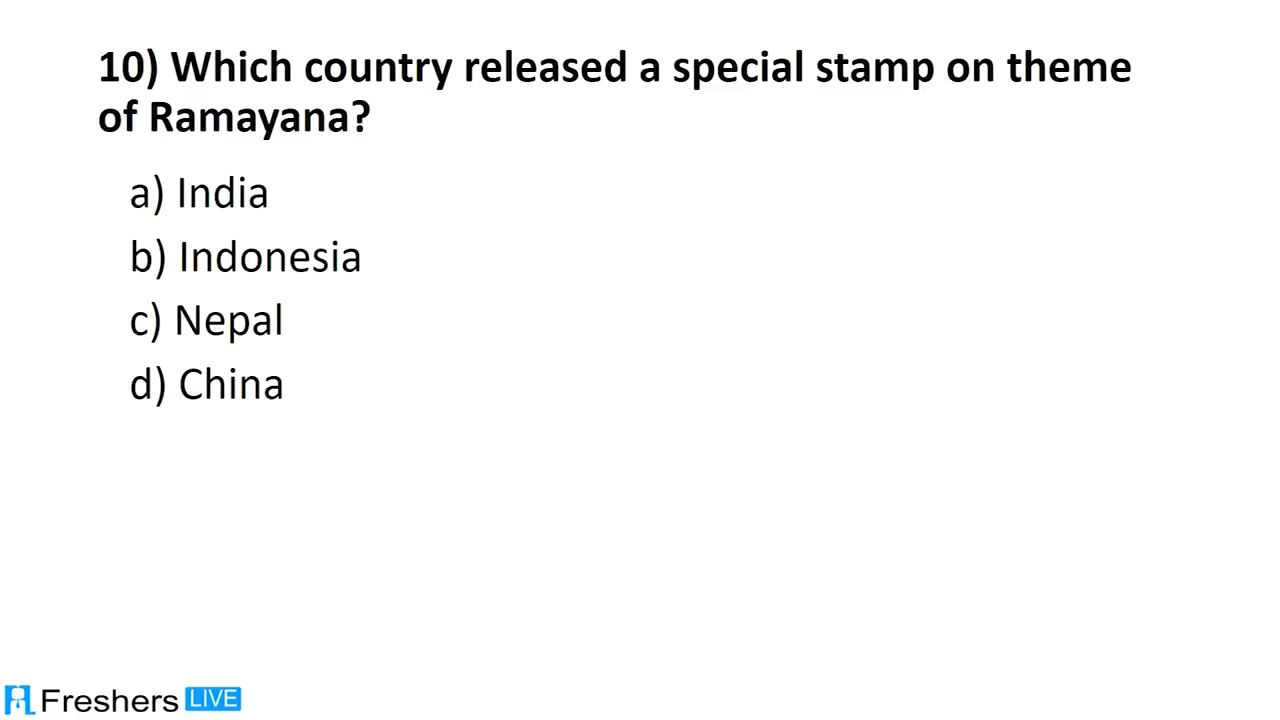 10) Which country released a special stamp on theme
of Ramayana?
a) India
b) Indonesia
c) Nepal
d) China
Freshers LIVE